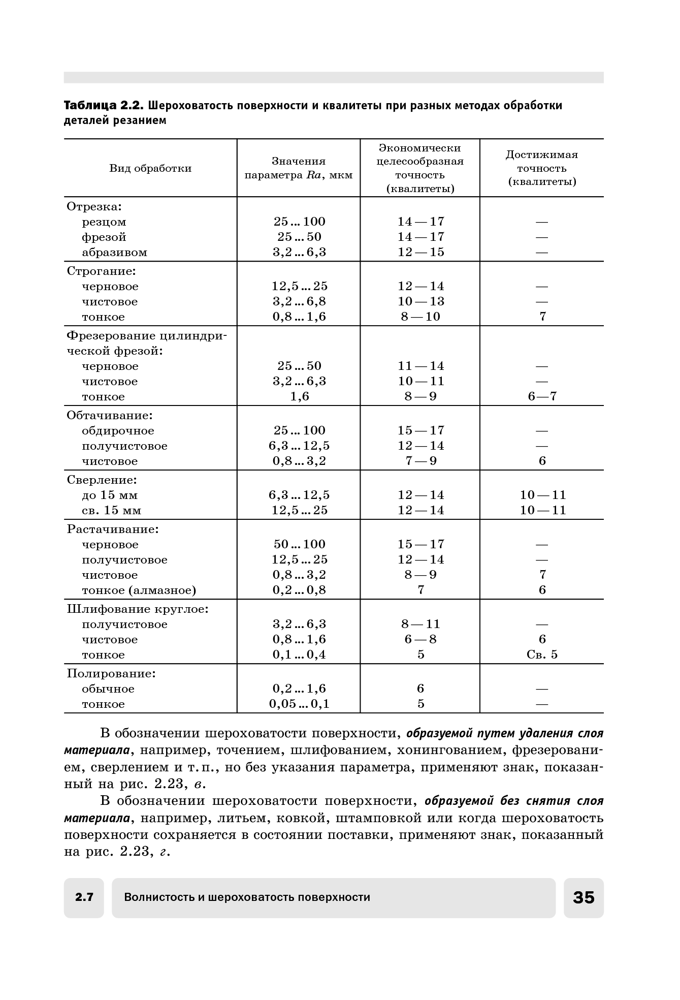 Таблица 2.2. Шероховатость поверхности и квалитеты при разных методах обработки
деталей резанием
Вид обработки
Значения
параметра Ra, мкм
Экономически
целесообразная
точность
(квалитеты)
Достижимая
точность
(квалитеты)
Отрезка:
резцом 25 ... 100 14 — 17 —
фрезой 25 ... 50 14 — 17 —
абразивом 3,2 ... 6,3 12 — 15 —
Строгание:
черновое 12,5 ... 25 12 — 14 —
чистовое 3,2 ... 6,8 10 — 13 —
тонкое 0,8 ... 1,6 8 — 10 7
Фрезерование цилиндри-
ческой фрезой:
черновое 25 ... 50 11 — 14 —
чистовое 3,2 ... 6,3 10 — 11 —
тонкое 1,6 8 — 9 6—7
Обтачивание:
обдирочное 25 ... 100 15 — 17 —
получистовое 6,3 ... 12,5 12 — 14 —
чистовое 0,8 ... 3,2 7 — 9 6
Сверление:
до 15 мм 6,3 ... 12,5 12 — 14 10 — 11
св. 15 мм 12,5 ... 25 12 — 14 10 — 11
Растачивание:
черновое 50 ... 100 15 — 17 —
получистовое 12,5 ... 25 12 — 14 —
чистовое 0,8 ... 3,2 8 — 9 7
тонкое (алмазное) 0,2 ... 0,8 7 6
Шлифование круглое:
получистовое 3,2 ... 6,3 8 — 11 —
чистовое 0,8 ... 1,6 6 — 8 6
тонкое 0,1 ... 0,4 5 Св. 5
Полирование:
обычное 0,2 ... 1,6 6 —
тонкое 0,05 ... 0,1 5 —
В обозначении шероховатости поверхности, образуемой путем удаления слоя
материала, например, точением, шлифованием, хонингованием, фрезеровани-
ем, сверлением и т. п., но без указания параметра, применяют знак, показан-
ный на рис. 2.23, в.
В обозначении шероховатости поверхности, образуемой без снятия слоя
материала, например, литьем, ковкой, штамповкой или когда шероховатость
поверхности сохраняется в состоянии поставки, применяют знак, показанный
на рис. 2.23, г.
2.7 Волнистость и шероховатость поверхности 35